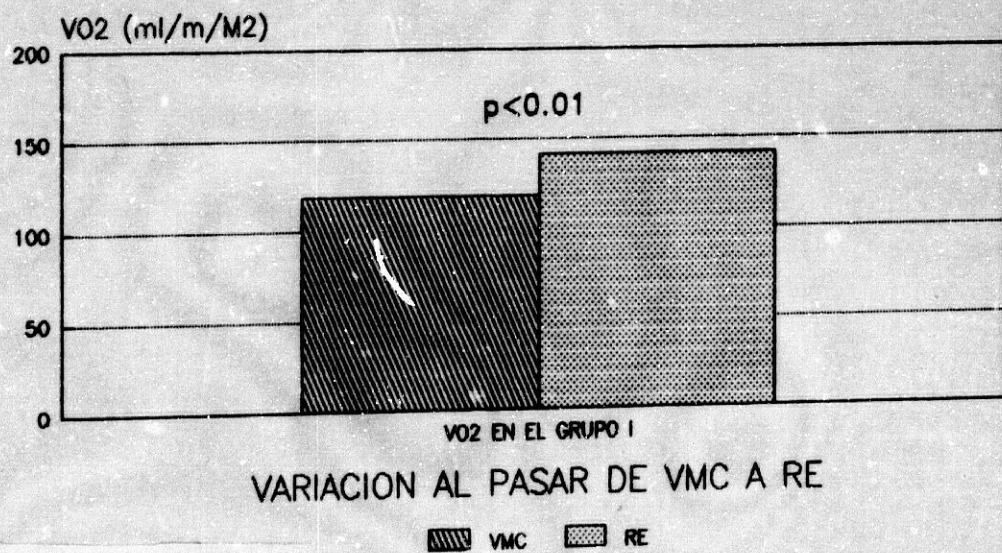 VO2 (ml/m/M2)
200
p<0.01
150
100
50
0
VO2 EN EL GRUPO I
VARIACION AL PASAR DE VMC A RE
VMC RE